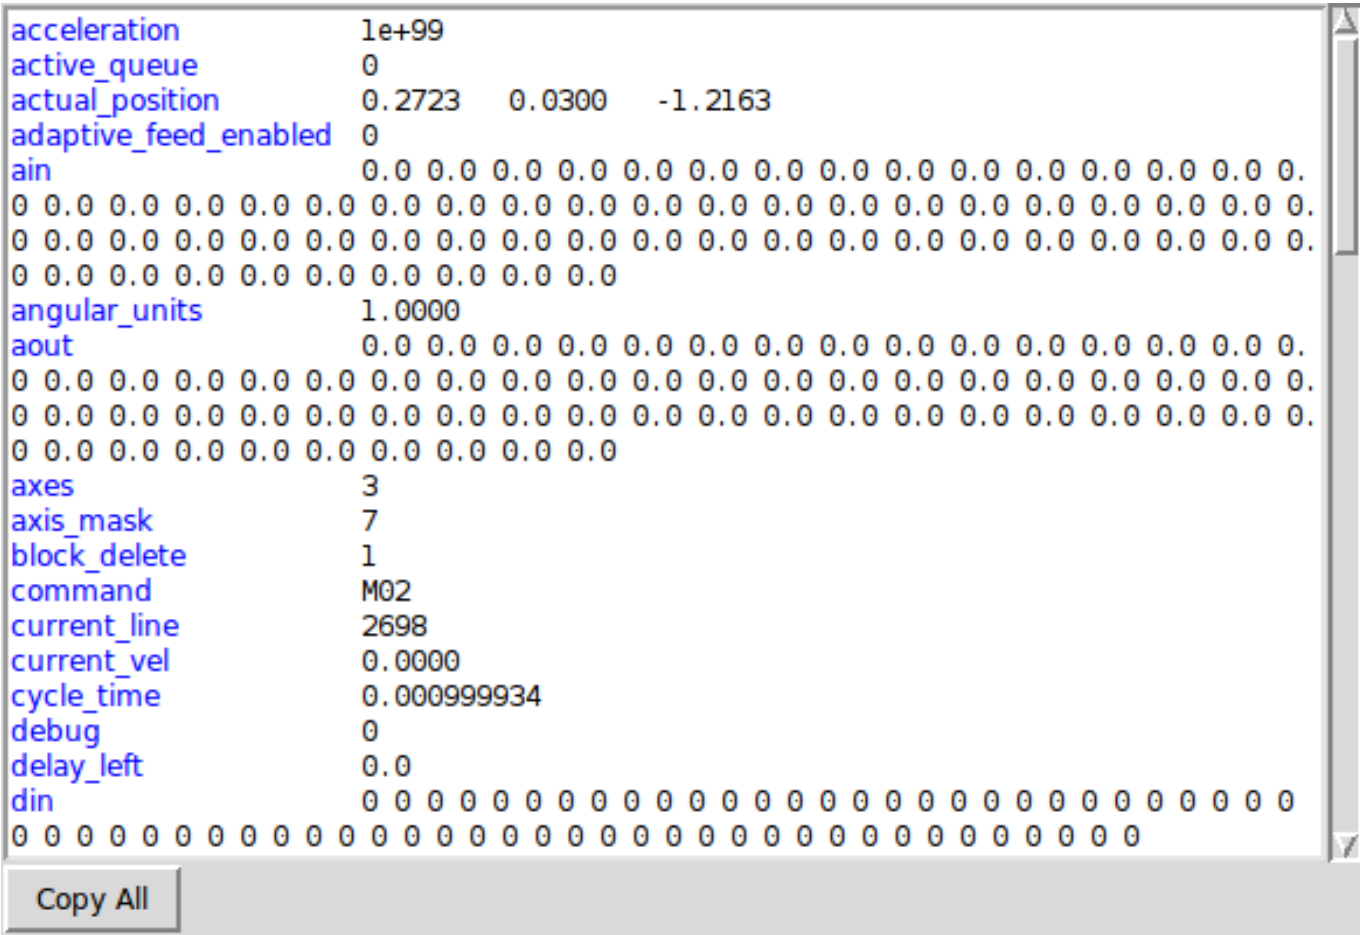 acceleration 1e+99
active_queue 0
actual_position 0.2723 0.0300 -1.2163
adaptive_feed_enabled 0
ain 0.0 0.0 0.0 0.0 0.0 0.0 0.0 0.0 0.0 0.0 0.0 0.0 0.0 0.0 0.
0 0.0 0.0 0.0 0.0 0.0 0.0 0.0 0.0 0.0 0.0 0.0 0.0 0.0 0.0 0.0 0.0 0.0 0.0 0.0 0.
0 0.0 0.0 0.0 0.0 0.0 0.0 0.0 0.0 0.0 0.0 0.0 0.0 0.0 0.0 0.0 0.0 0.0 0.0 0.0 0.
0 0.0 0.0 0.0 0.0 0.0 0.0 0.0 0.0 0.0
angular_units 1.0000
aout 0.0 0.0 0.0 0.0 0.0 0.0 0.0 0.0 0.0 0.0 0.0 0.0 0.0 0.0 0.
0 0.0 0.0 0.0 0.0 0.0 0.0 0.0 0.0 0.0 0.0 0.0 0.0 0.0 0.0 0.0 0.0 0.0 0.0 0.0 0.
0 0.0 0.0 0.0 0.0 0.0 0.0 0.0 0.0 0.0 0.0 0.0 0.0 0.0 0.0 0.0 0.0 0.0 0.0 0.0 0.
0 0.0 0.0 0.0 0.0 0.0 0.0 0.0 0.0 0.0
axes 3
axis_mask 7
block_delete 1
command M02
current_line 2698
current_vel 0.0000
cycle_time 0.000999934
debug 0
delay_left 0.0
din 0 0 0 0 0 0 0 0 0 0 0 0 0 0 0 0 0 0 0 0 0 0 0 0 0 0 0 0 0
0 0 0 0 0 0 0 0 0 0 0 0 0 0 0 0 0 0 0 0 0 0 0 0 0 0 0 0 0 0 0 0 0 0 0
Copy All